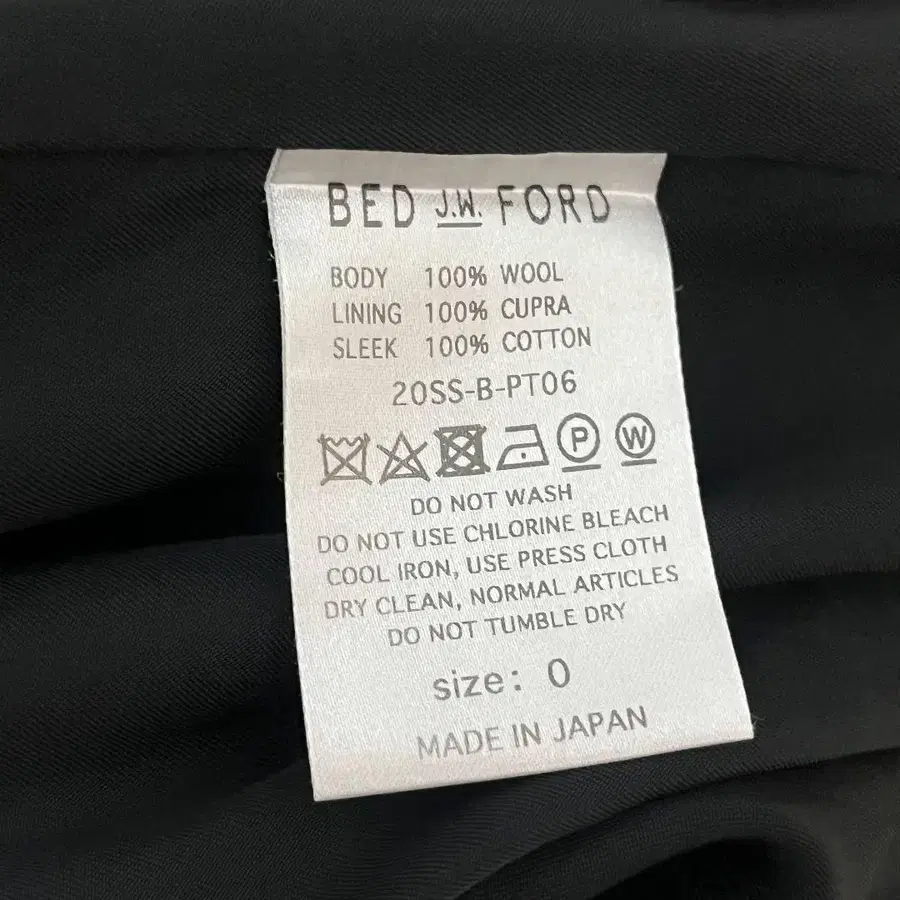 BED J.W. FORD
BODY 100% WOOL
LINING 100% CUPRA
SLEEK 100% COTTON
20SS-B-PT06
P W
DO NOT WASH
DO NOT USE CHLORINE BLEACH
COOL IRON, USE PRESS CLOTH
DRY CLEAN, NORMAL ARTICLES
DO NOT TUMBLE DRY
size: 0
MADE IN JAPAN